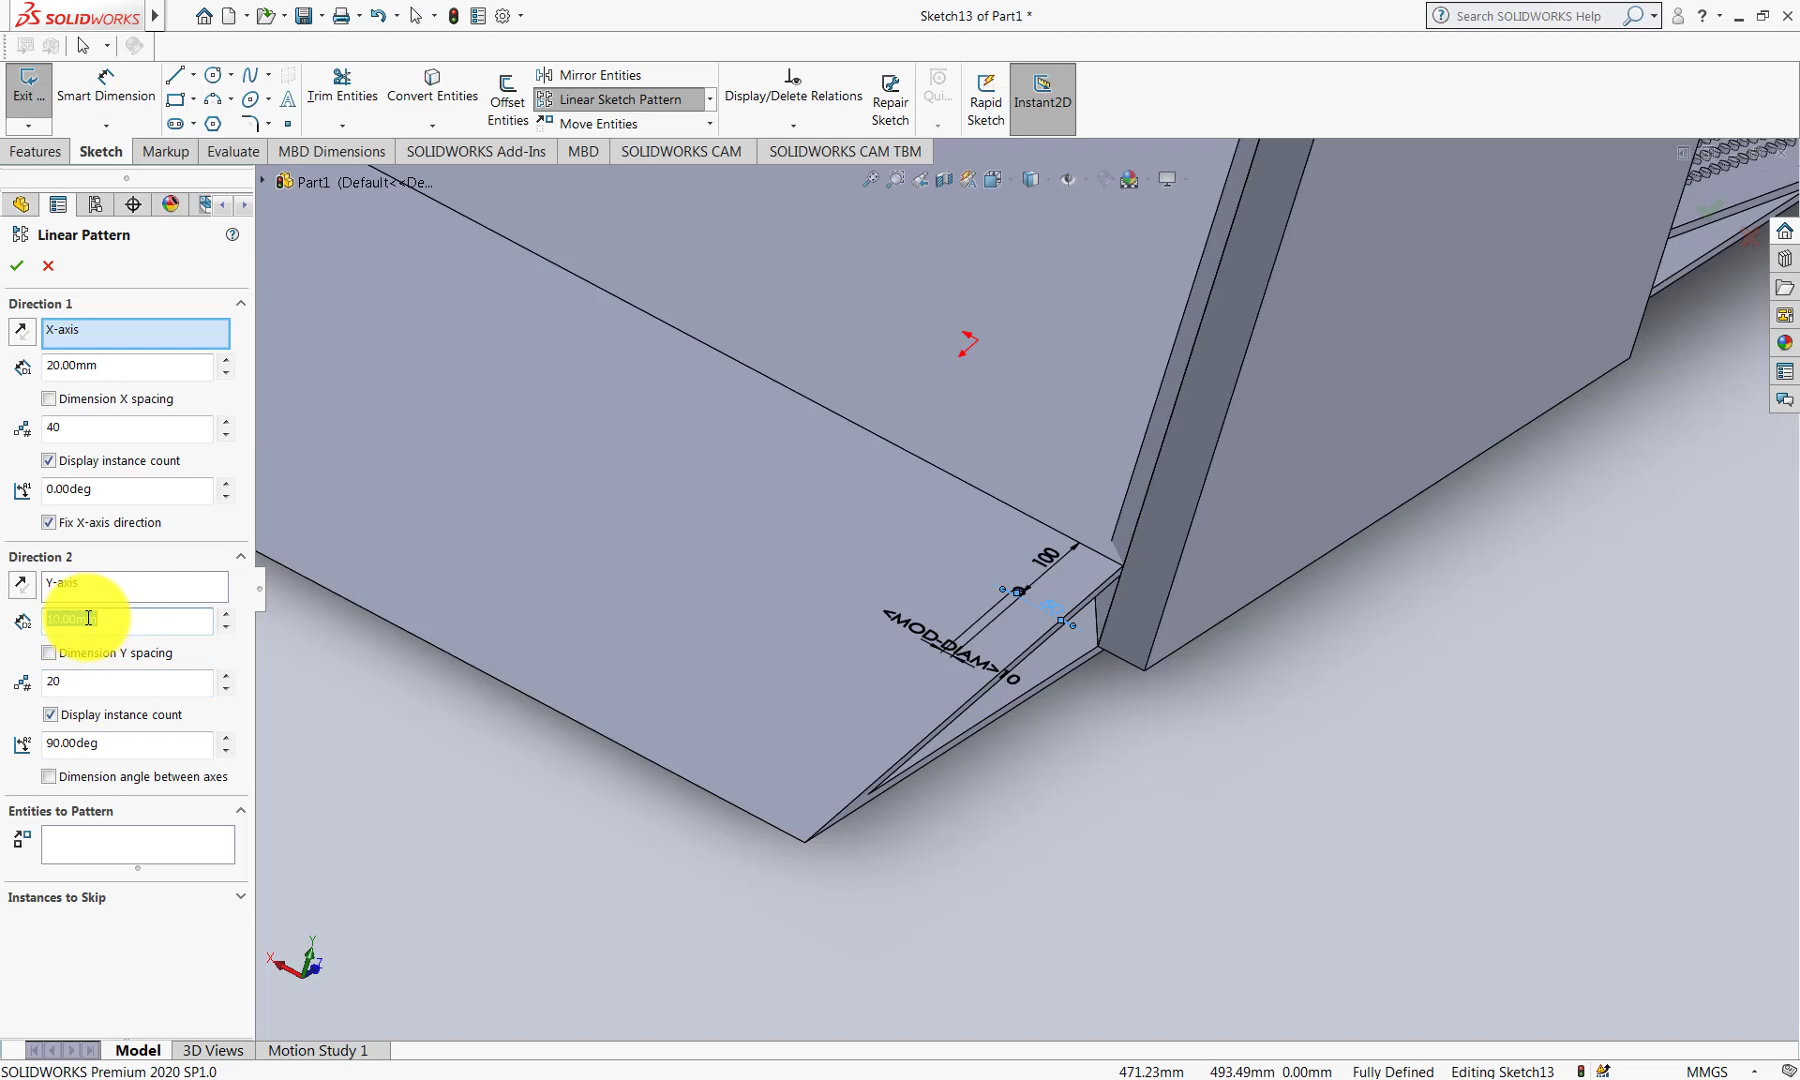 SOLIDWORKS
Sketch13 of Part1 *
Search SOLIDWORKS Help
Exit ...
Smart Dimension
Trim Entities
Convert Entities
Offset Entities
Mirror Entities
Linear Sketch Pattern
Move Entities
Display/Delete Relations
Repair Sketch
Qui...
Rapid Sketch
Instant2D
Features
Sketch
Markup
Evaluate
MBD Dimensions
SOLIDWORKS Add-Ins
MBD
SOLIDWORKS CAM
SOLIDWORKS CAM TBM
Part1 (Default<<De...
Linear Pattern
Direction 1
X-axis
20.00mm
Dimension X spacing
40
Display instance count
0.00deg
Fix X-axis direction
Direction 2
Y-axis
10.00mm
Dimension Y spacing
20
Display instance count
90.00deg
Dimension angle between axes
Entities to Pattern
Instances to Skip
100
<MOD-DIAM>10
Y
X
Z
Model
3D Views
Motion Study 1
SOLIDWORKS Premium 2020 SP1.0
471.23mm
493.49mm 0.00mm
Fully Defined
Editing Sketch13
MMGS